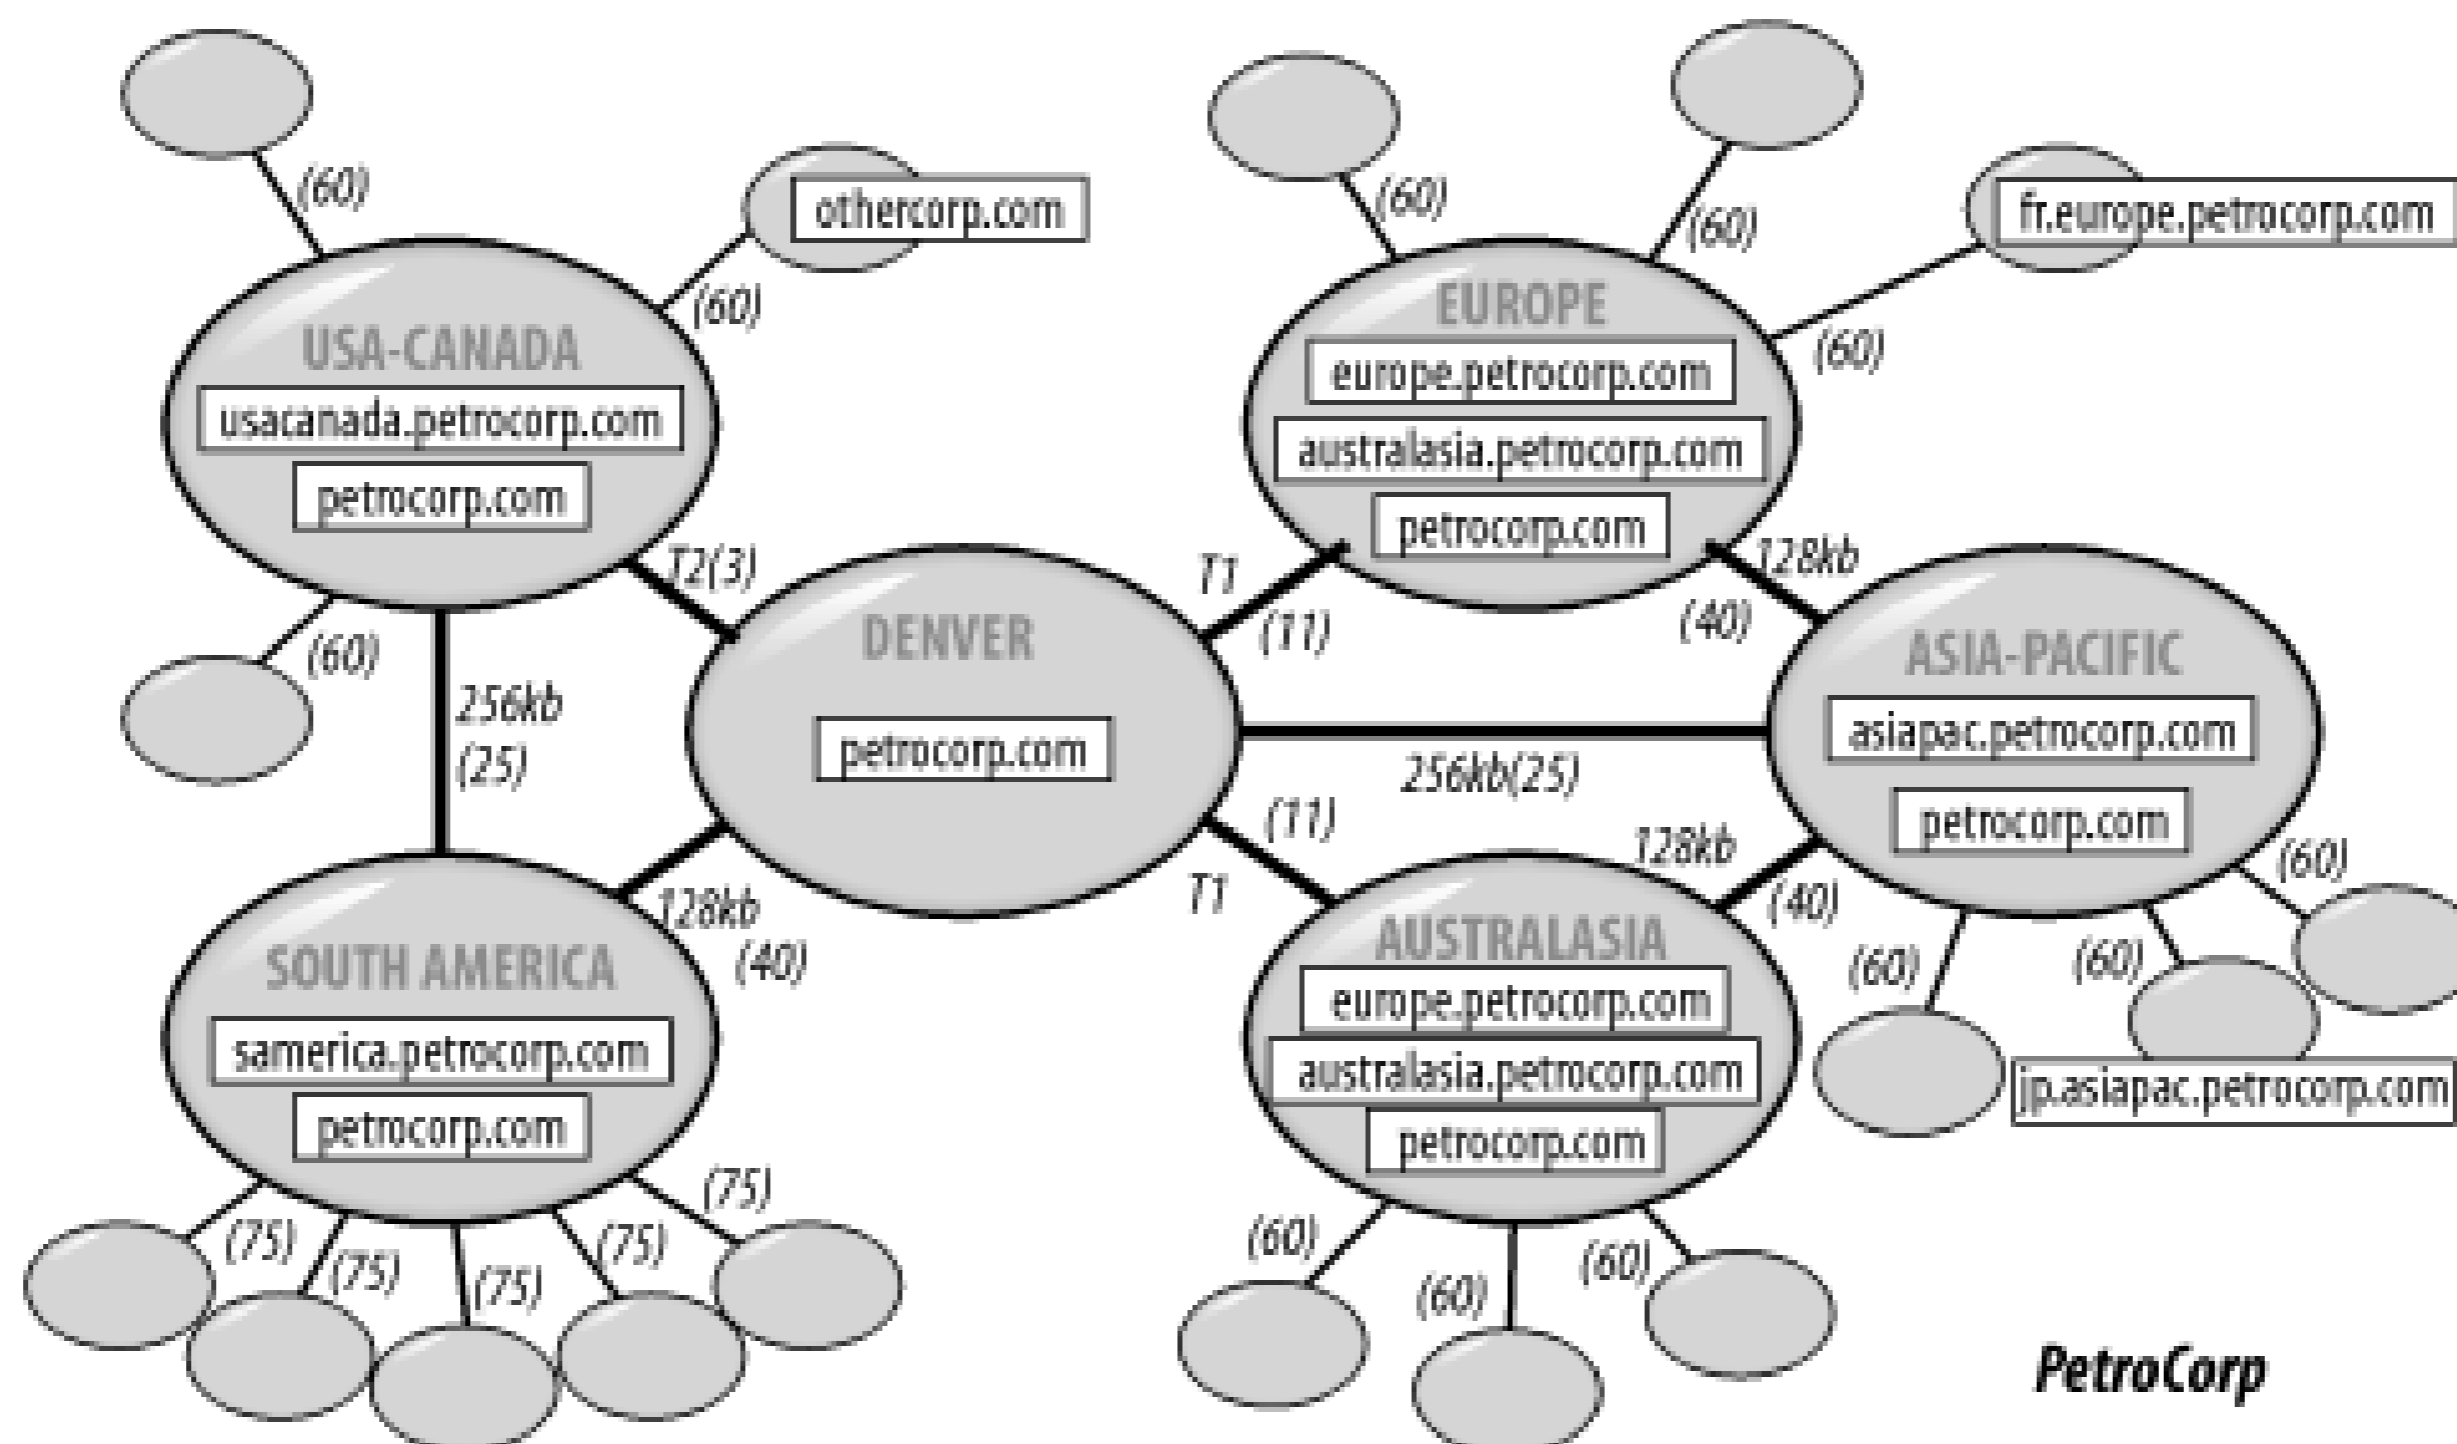 (60)
othercorp.com
(60)
USA-CANADA
usacanada.petrocorp.com
petrocorp.com
(60)
T2(3)
256kb
(25)
(60)
(60)
fr.europe.petrocorp.com
(60)
EUROPE
europe.petrocorp.com
australasia.petrocorp.com
petrocorp.com
T1
(11)
128kb
(40)
DENVER
petrocorp.com
256kb(25)
ASIA-PACIFIC
asiapac.petrocorp.com
petrocorp.com
(11)
T1
128kb
(40)
128kb
(40)
SOUTH AMERICA
samerica.petrocorp.com
petrocorp.com
(75)
(75)
(75)
(75)
(75)
AUSTRALASIA
europe.petrocorp.com
australasia.petrocorp.com
petrocorp.com
(60)
(60)
(60)
(60)
(60)
(60)
jp.asiapac.petrocorp.com
PetroCorp